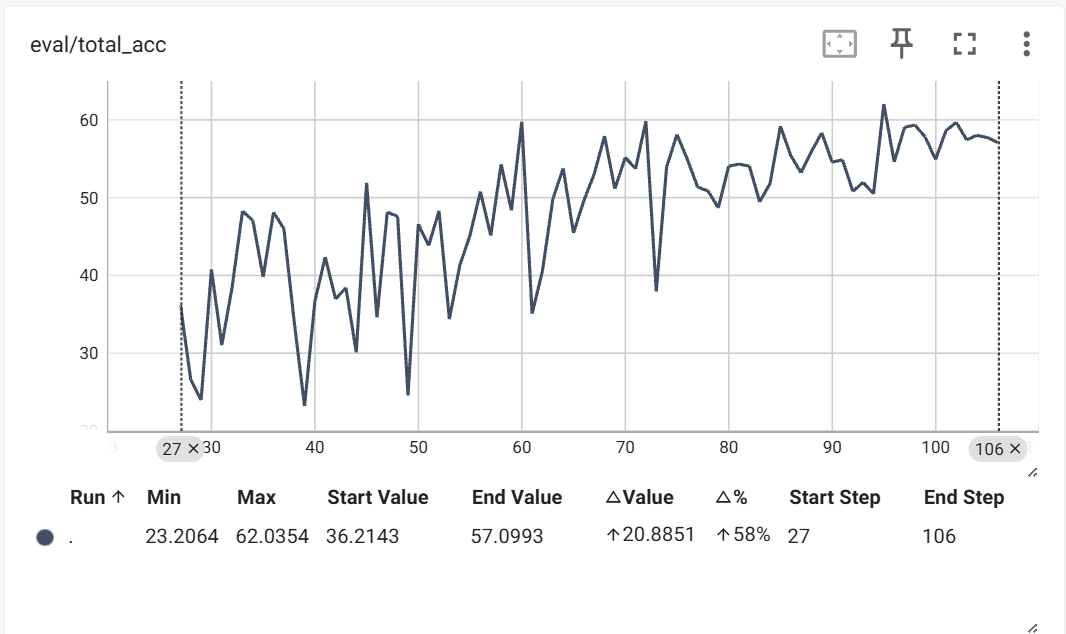 eval/total_acc
60
50
40
30
20
27 × 30 40 50 60 70 80 90 100 106 ×
Run ↑ Min Max Start Value End Value △Value △% Start Step End Step
. 23.2064 62.0354 36.2143 57.0993 ↑20.8851 ↑58% 27 106